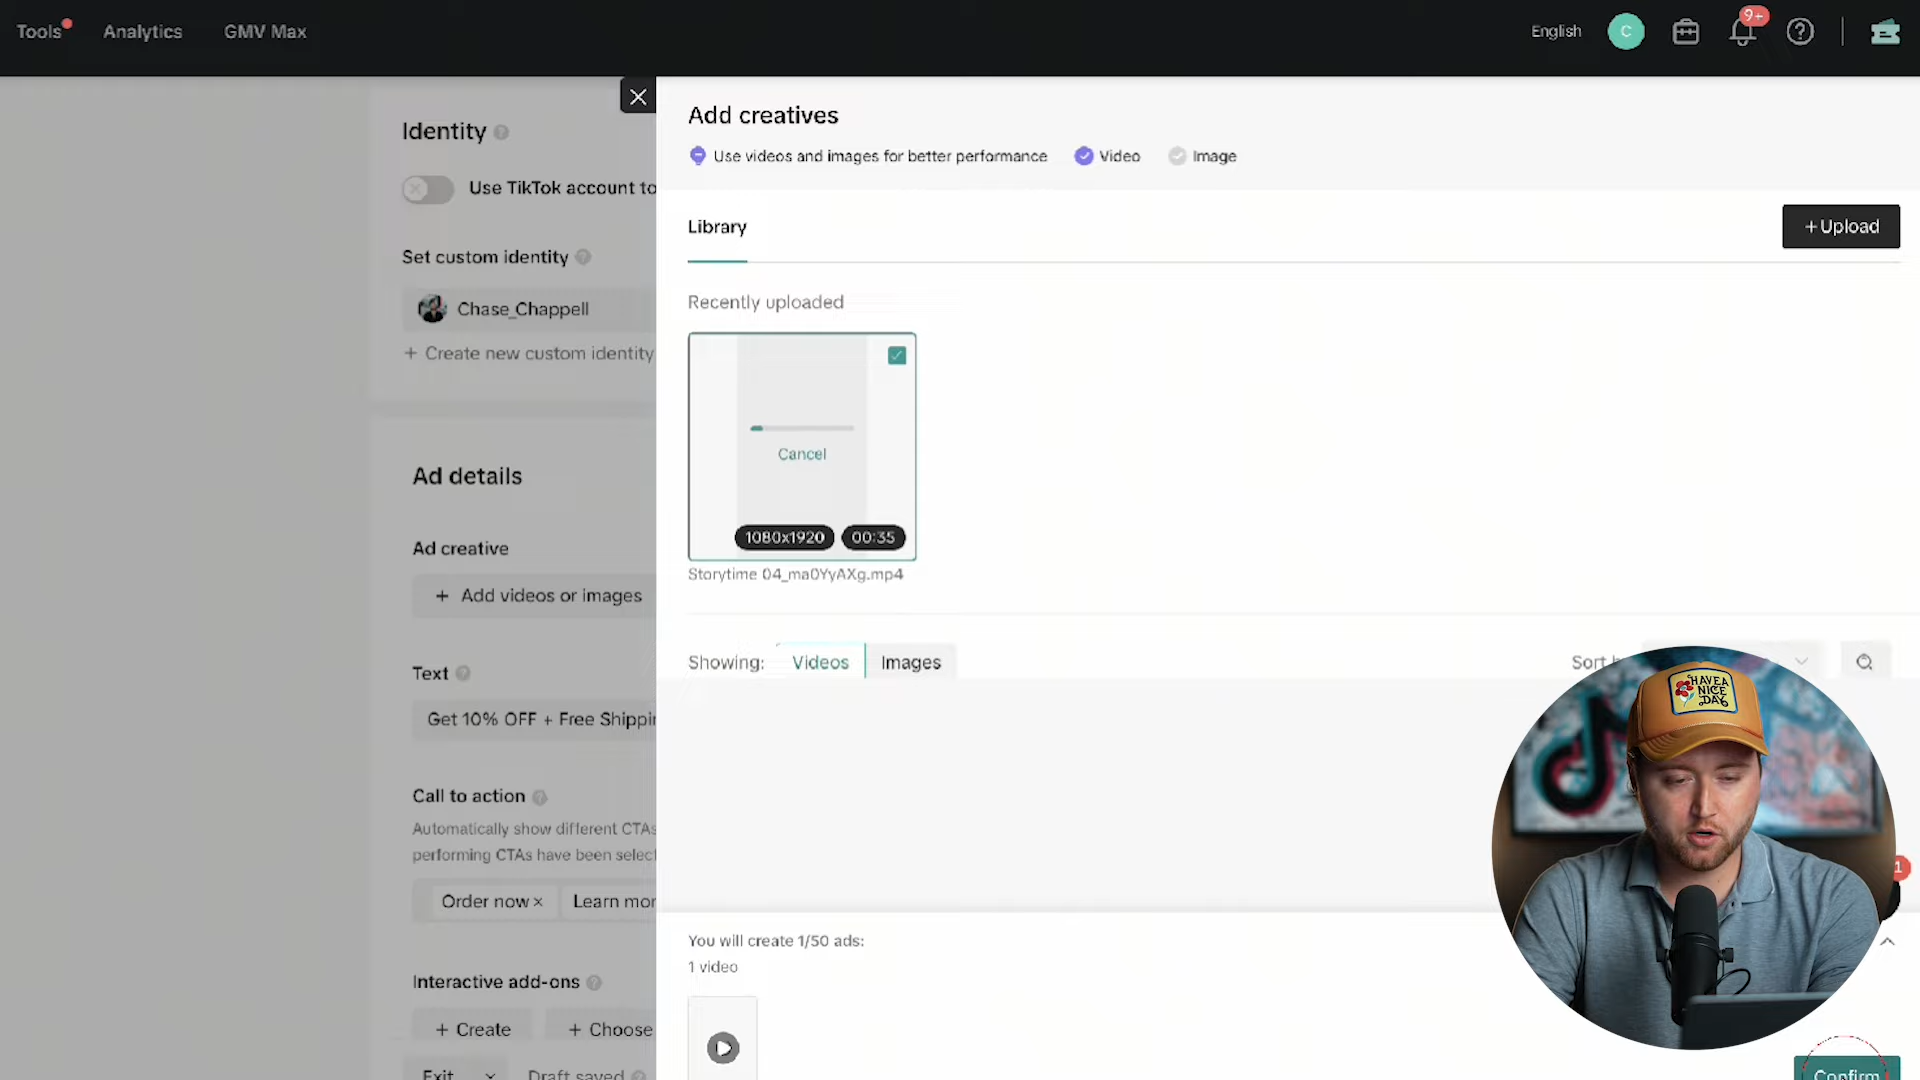 Tools
Analytics
GMV Max
English
C
9+
Identity
Use TikTok account to
Set custom identity
Chase_Chappell
+ Create new custom identity
Ad details
Ad creative
+ Add videos or images
Text
Get 10% OFF + Free Shippin
Call to action
Automatically show different CTAs
performing CTAs have been select
Order now ×
Learn mor
Interactive add-ons
+ Create
+ Choose
Exit
Draft saved
Add creatives
Use videos and images for better performance
Video
Image
Library
+ Upload
Recently uploaded
Cancel
1080x1920
00:35
Storytime 04_ma0YyAXg.mp4
Showing:
Videos
Images
Sort b
HAVE A
NICE
DAY
1
You will create 1/50 ads:
1 video
Confirm